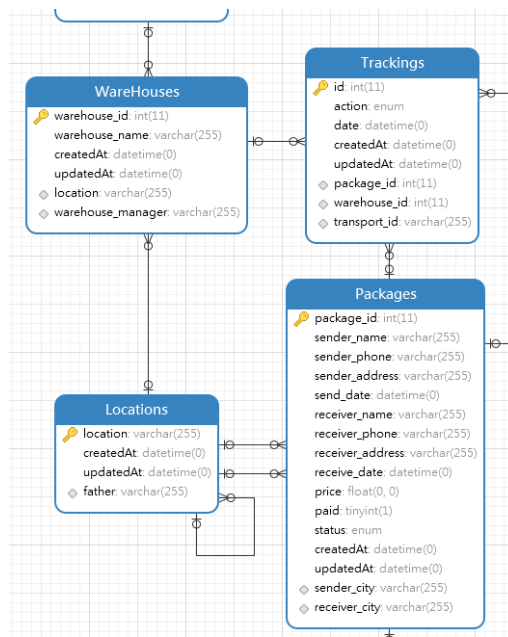 WareHouses
warehouse_id: int(11)
warehouse_name: varchar(255)
createdAt: datetime(0)
updatedAt: datetime(0)
location: varchar(255)
warehouse_manager: varchar(255)
Trackings
id: int(11)
action: enum
date: datetime(0)
createdAt: datetime(0)
updatedAt: datetime(0)
package_id: int(11)
warehouse_id: int(11)
transport_id: varchar(255)
Locations
location: varchar(255)
createdAt: datetime(0)
updatedAt: datetime(0)
father: varchar(255)
Packages
package_id: int(11)
sender_name: varchar(255)
sender_phone: varchar(255)
sender_address: varchar(255)
send_date: datetime(0)
receiver_name: varchar(255)
receiver_phone: varchar(255)
receiver_address: varchar(255)
receive_date: datetime(0)
price: float(0, 0)
paid: tinyint(1)
status: enum
createdAt: datetime(0)
updatedAt: datetime(0)
sender_city: varchar(255)
receiver_city: varchar(255)